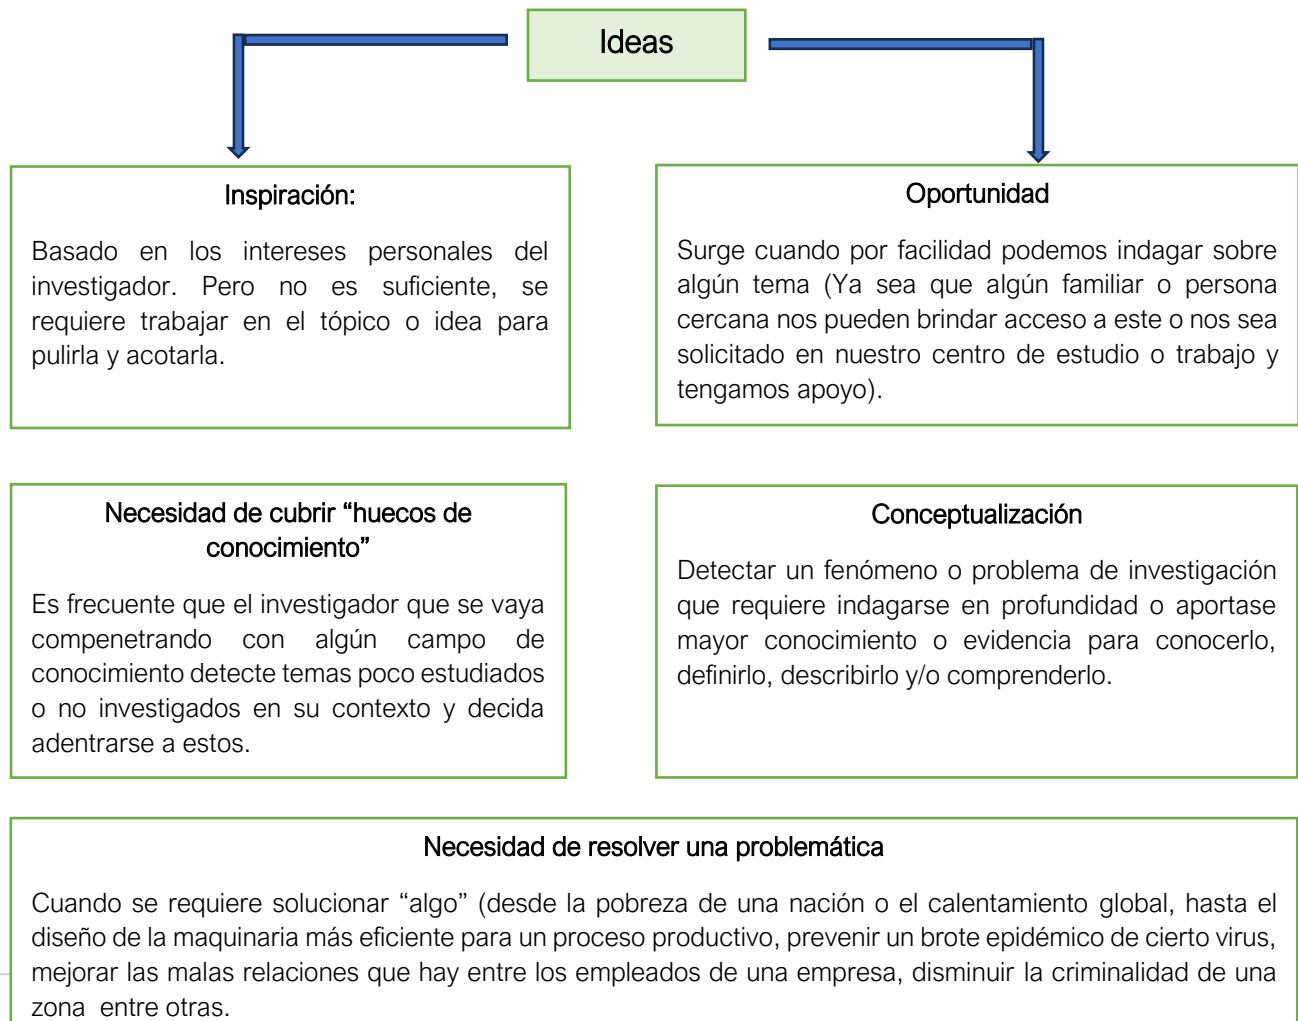 Ideas
Inspiración:
Basado en los intereses personales del
investigador. Pero no es suficiente, se
requiere trabajar en el tópico o idea para
pulirla y acotarla.
Oportunidad
Surge cuando por facilidad podemos indagar sobre
algún tema (Ya sea que algún familiar o persona
cercana nos pueden brindar acceso a este o nos sea
solicitado en nuestro centro de estudio o trabajo y
tengamos apoyo).
Necesidad de cubrir “huecos de
conocimiento”
Es frecuente que el investigador que se vaya
compenetrando con algún campo de
conocimiento detecte temas poco estudiados
o no investigados en su contexto y decida
adentrarse a estos.
Conceptualización
Detectar un fenómeno o problema de investigación
que requiere indagarse en profundidad o aportase
mayor conocimiento o evidencia para conocerlo,
definirlo, describirlo y/o comprenderlo.
Necesidad de resolver una problemática
Cuando se requiere solucionar “algo” (desde la pobreza de una nación o el calentamiento global, hasta el
diseño de la maquinaria más eficiente para un proceso productivo, prevenir un brote epidémico de cierto virus,
mejorar las malas relaciones que hay entre los empleados de una empresa, disminuir la criminalidad de una
zona entre otras.